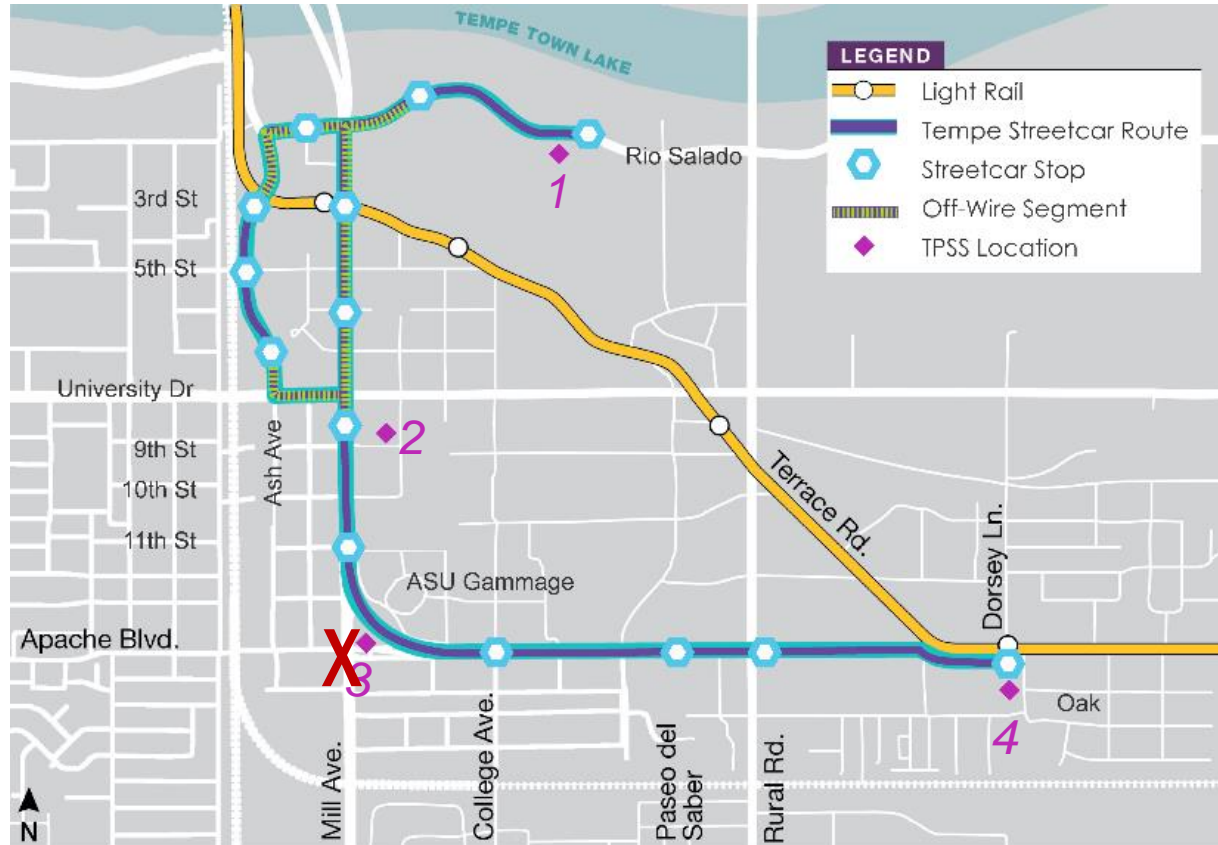 TEMPE TOWN LAKE
LEGEND
Light Rail
Tempe Streetcar Route
Streetcar Stop
Off-Wire Segment
TPSS Location
Rio Salado
1
3rd St
5th St
University Dr
2
9th St
10th St
11th St
Ash Ave
Terrace Rd.
Dorsey Ln.
ASU Gammage
Apache Blvd.
X
3
Oak
4
Mill Ave.
College Ave.
Paseo del
Saber
Rural Rd.
N